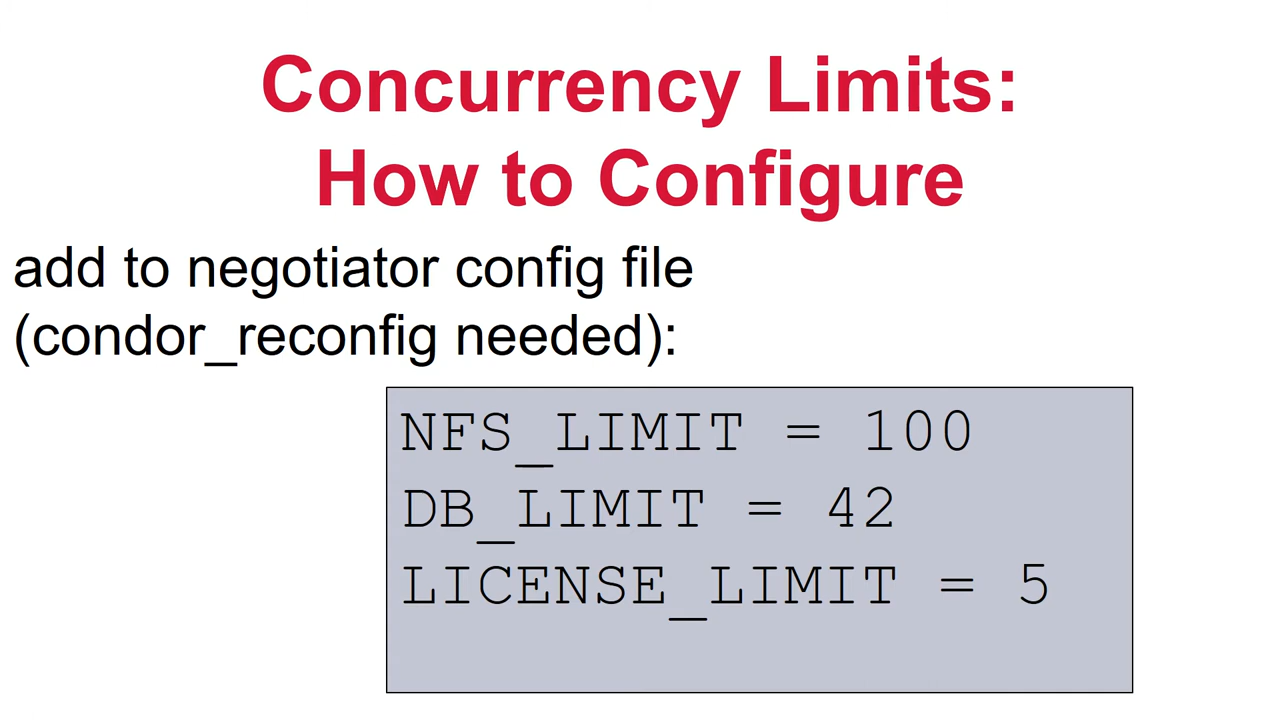 Concurrency Limits:
How to Configure
add to negotiator config file
(condor_reconfig needed):
NFS_LIMIT = 100
DB_LIMIT = 42
LICENSE_LIMIT = 5